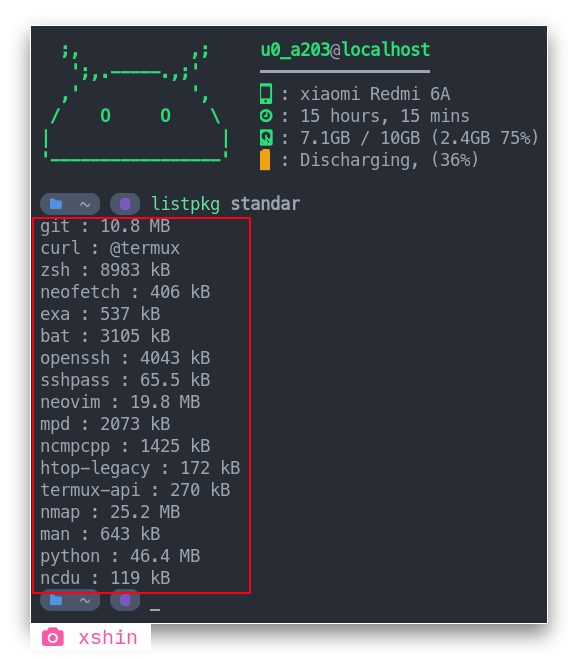 u0_a203@localhost
: xiaomi Redmi 6A
: 15 hours, 15 mins
: 7.1GB / 10GB (2.4GB 75%)
: Discharging, (36%)
~ listpkg standar
git : 10.8 MB
curl : @termux
zsh : 8983 kB
neofetch : 406 kB
exa : 537 kB
bat : 3105 kB
openssh : 4043 kB
sshpass : 65.5 kB
neovim : 19.8 MB
mpd : 2073 kB
ncmpcpp : 1425 kB
htop-legacy : 172 kB
termux-api : 270 kB
nmap : 25.2 MB
man : 643 kB
python : 46.4 MB
ncdu : 119 kB
~ _
xshin